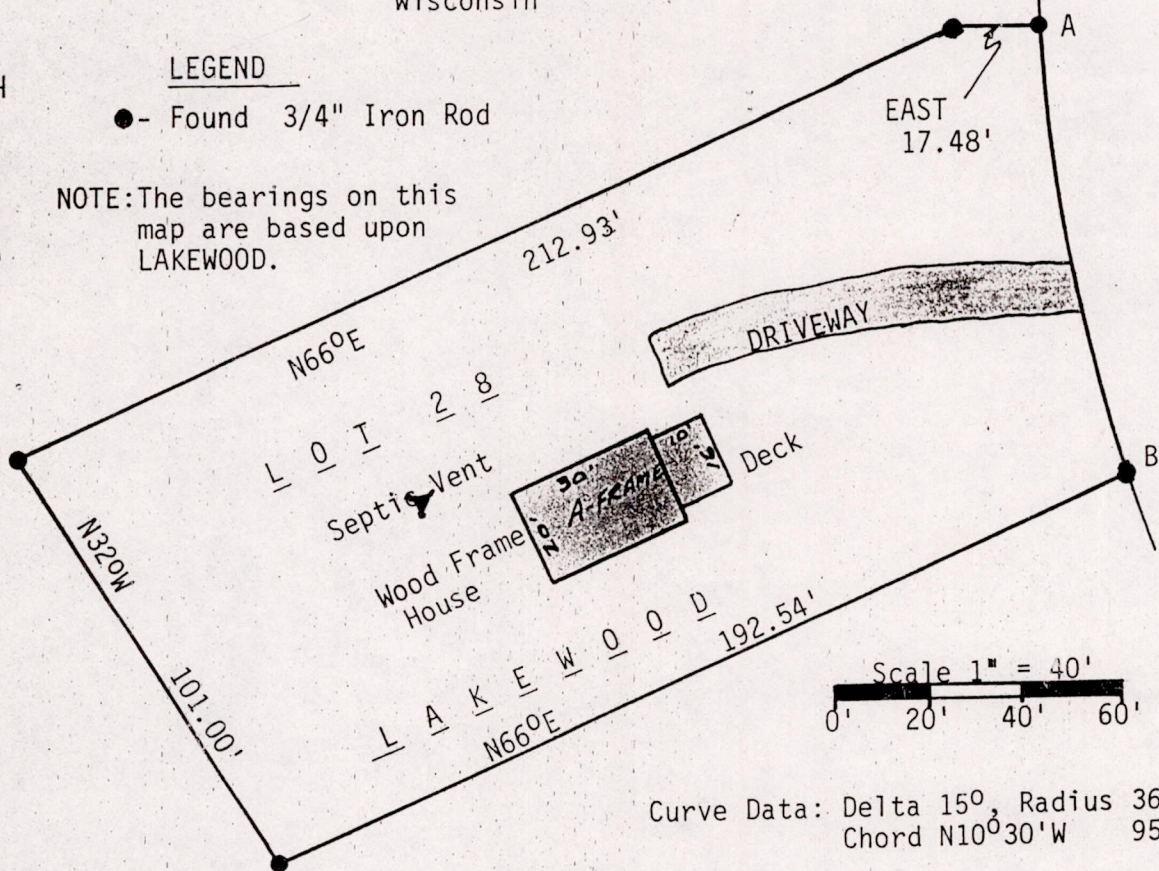 Wisconsin
H
LEGEND
- Found 3/4" Iron Rod
NOTE:The bearings on this
map are based upon
LAKEWOOD.
A
EAST
17.48'
212.93'
N66°E
DRIVEWAY
LOT 28
Septic Vent
30'
A-FRAME
20'
10'
Deck
Wood Frame
House
B
N32°W
101.00'
LAKEWOOD
192.54'
N66°E
Scale 1" = 40'
0' 20' 40' 60'
Curve Data: Delta 15°, Radius 36
Chord N10°30'W 95